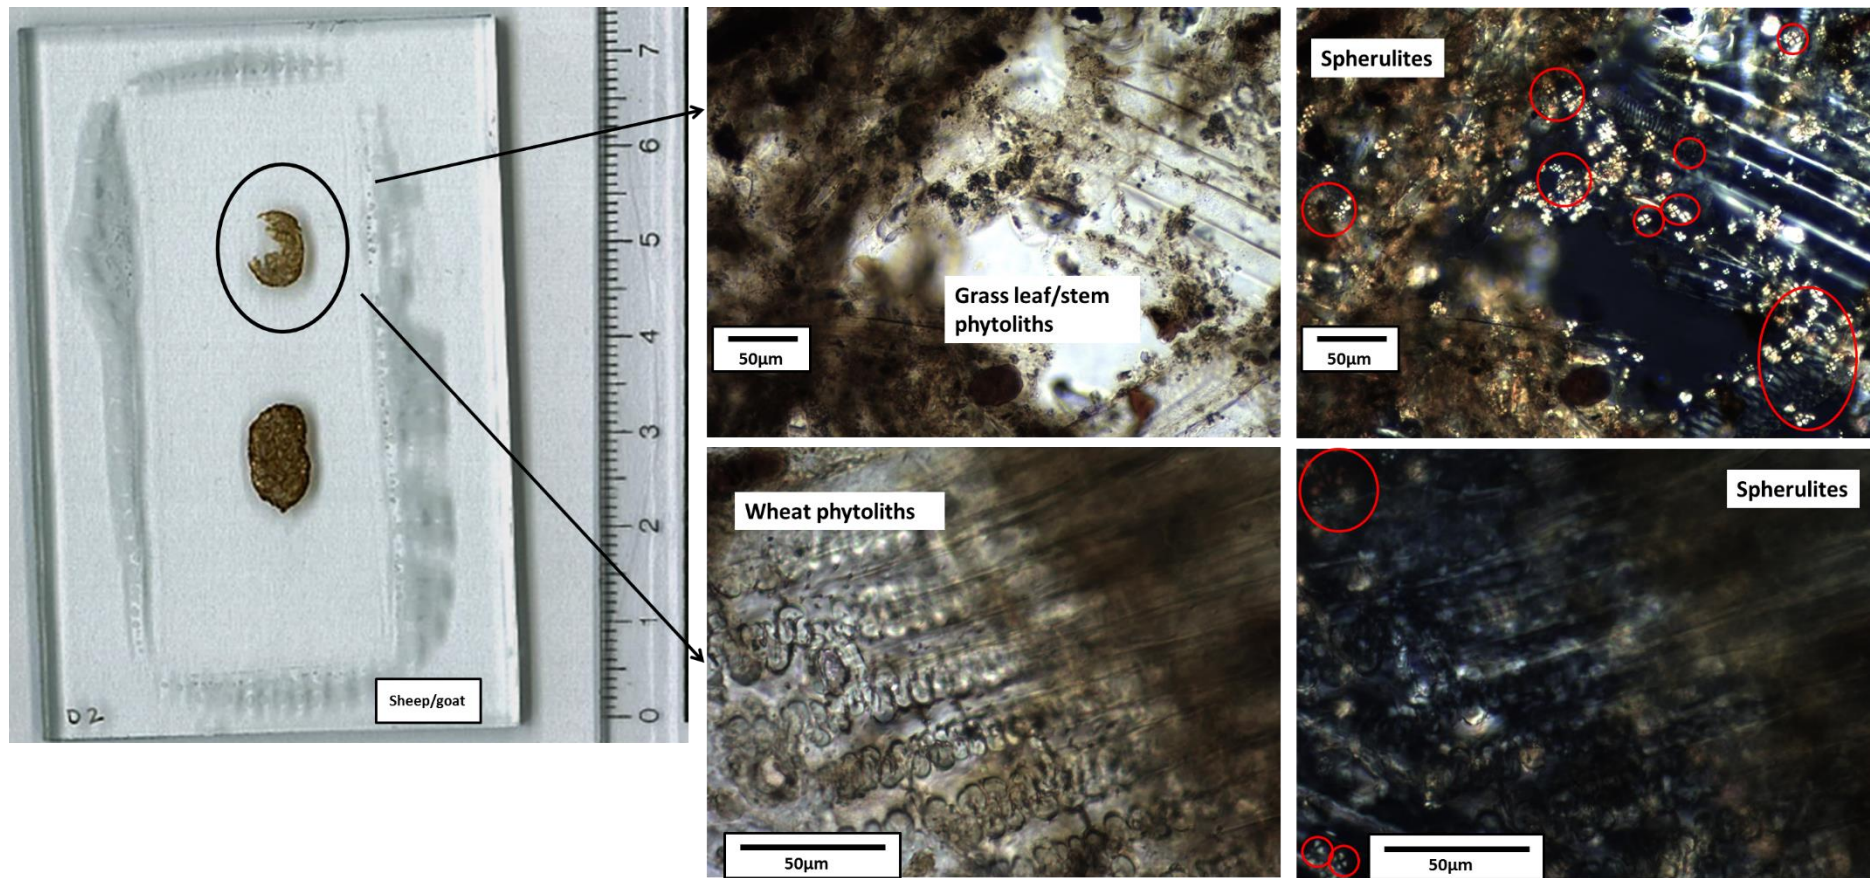 7
6
5
4
3
2
1
0
D2
Sheep/goat
Grass leaf/stem
phytoliths
50µm
Spherulites
Wheat phytoliths
50µm
Spherulites
50µm
50µm